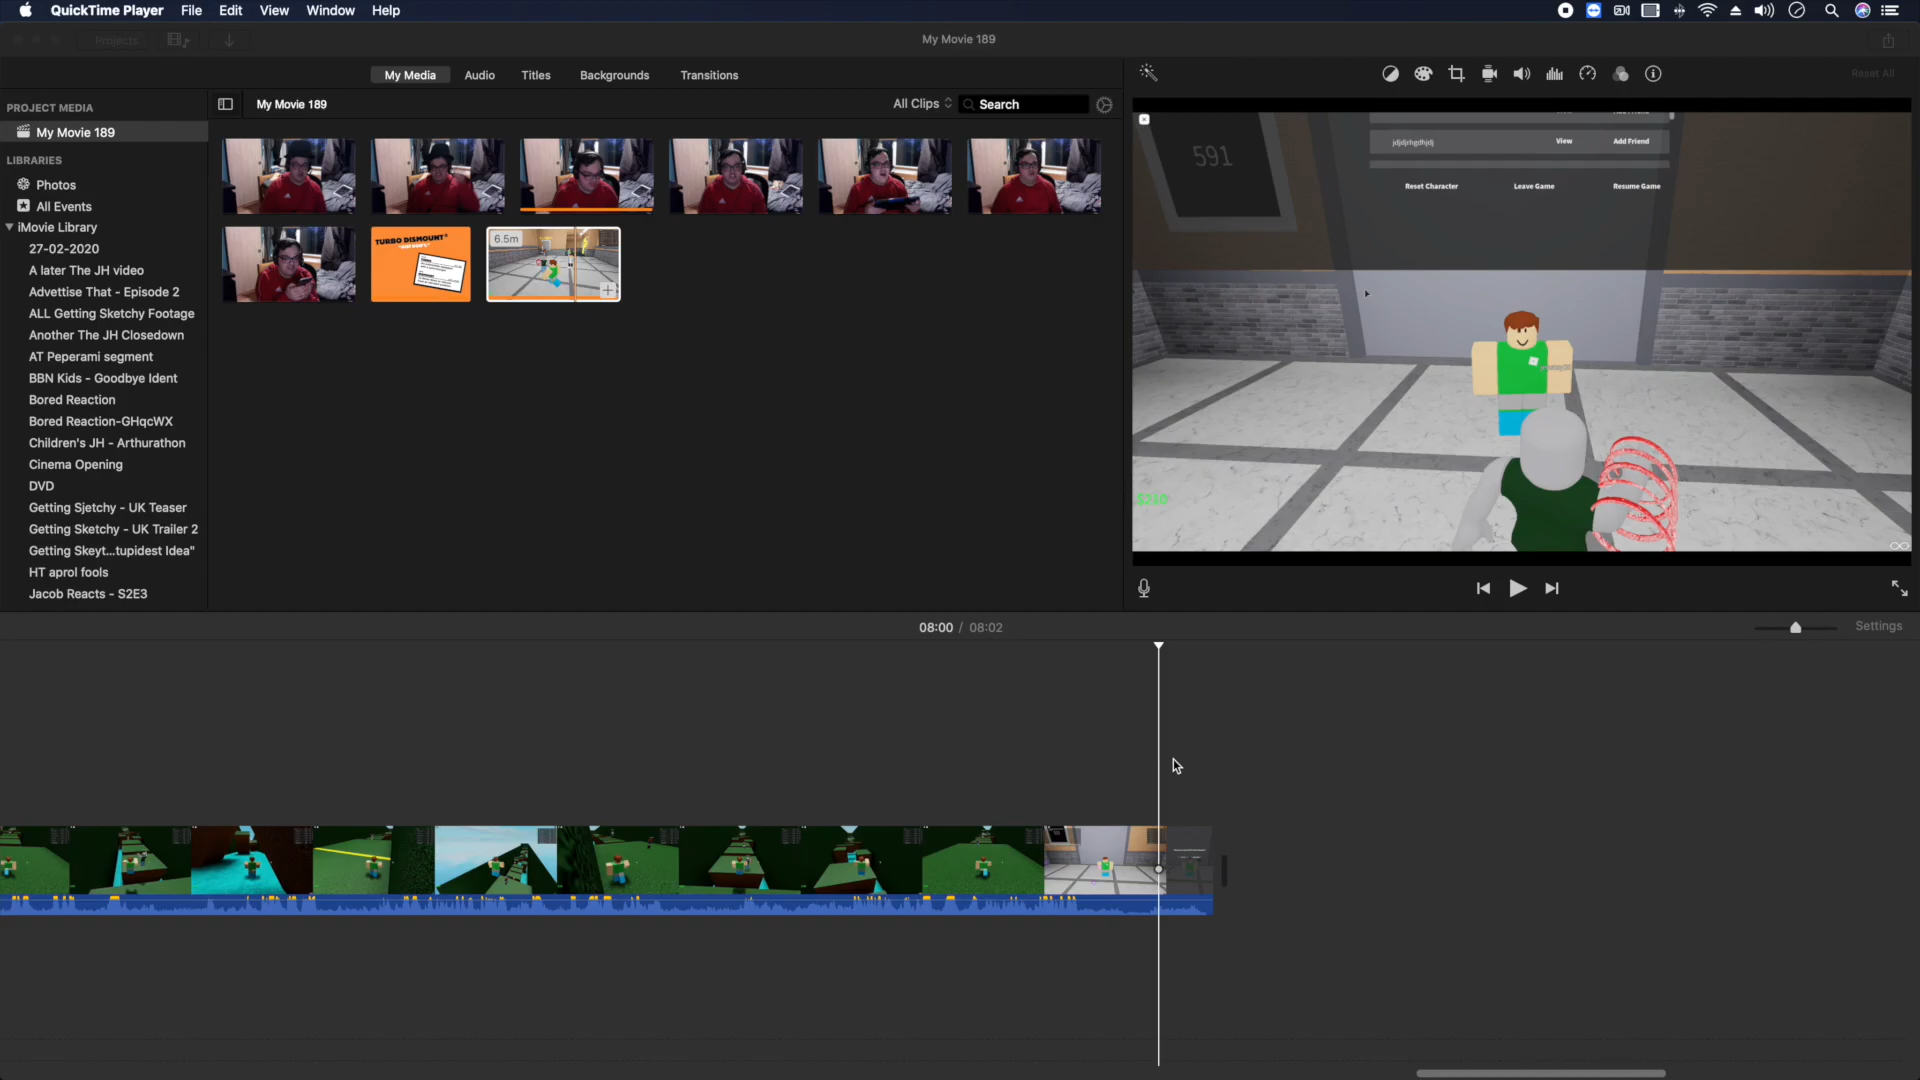 QuickTime Player File Edit View Window Help
Projects
My Movie 189
My Media Audio Titles Backgrounds Transitions
Reset All
PROJECT MEDIA
My Movie 189
All Clips
Search
My Movie 189
LIBRARIES
Photos
All Events
iMovie Library
27-02-2020
A later The JH video
Advettise That - Episode 2
ALL Getting Sketchy Footage
Another The JH Closedown
AT Peperami segment
BBN Kids - Goodbye Ident
Bored Reaction
Bored Reaction-GHqcWX
Children's JH - Arthurathon
Cinema Opening
DVD
Getting Sjetchy - UK Teaser
Getting Sketchy - UK Trailer 2
Getting Skeyt...tupidest Idea"
HT aprol fools
Jacob Reacts - S2E3
TURBO DISMOUNT
6.5m
591
jdjdjrhgdhjdj View Add Friend
Reset Character Leave Game Resume Game
08:00 / 08:02
Settings